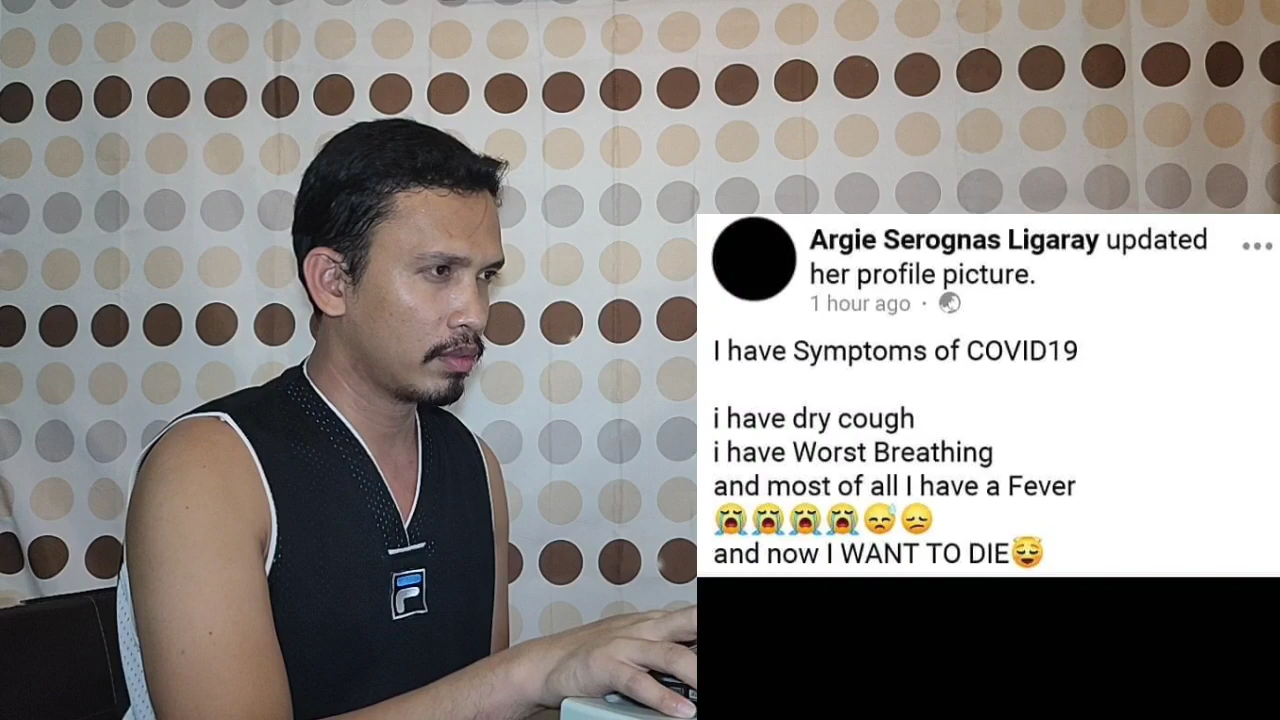 Argie Serognas Ligaray updated
her profile picture.
1 hour ago ·
I have Symptoms of COVID19
i have dry cough
i have Worst Breathing
and most of all I have a Fever
😭😭😭😭😓😞
and now I WANT TO DIE😩